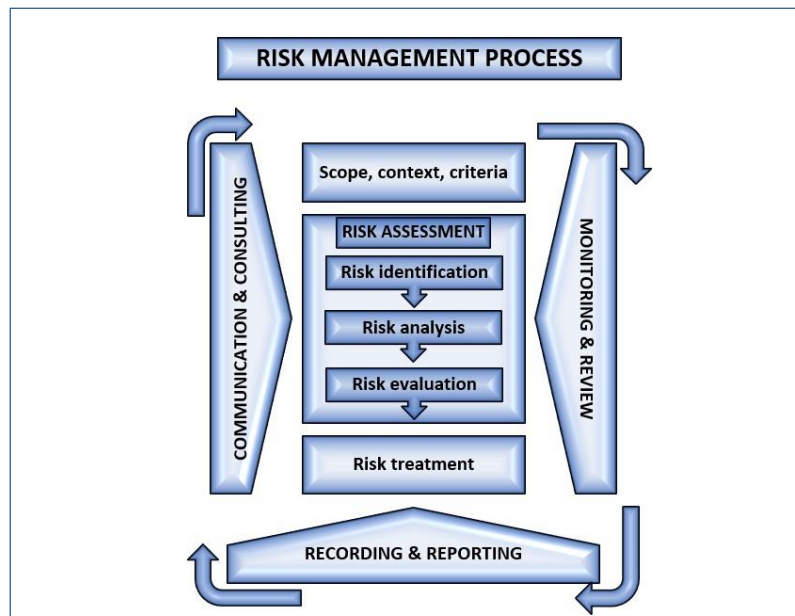 RISK MANAGEMENT PROCESS
COMMUNICATION & CONSULTING
Scope, context, criteria
RISK ASSESSMENT
Risk identification
Risk analysis
Risk evaluation
Risk treatment
MONITORING & REVIEW
RECORDING & REPORTING